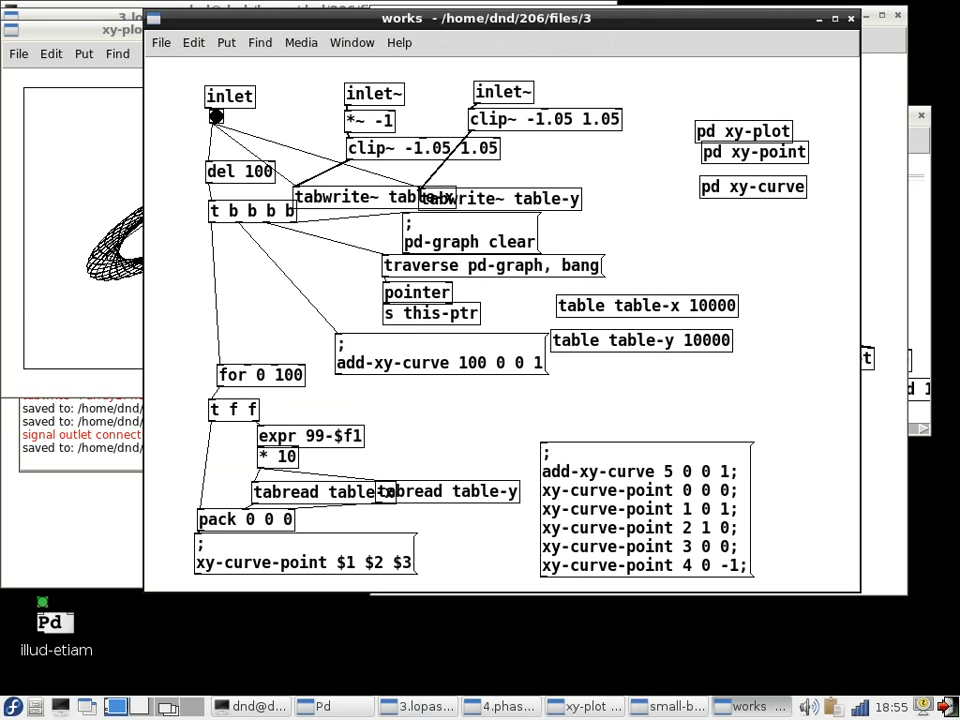 3.lo
xy-plo
File Edit Put Find
works - /home/dnd/206/files/3
File Edit Put Find Media Window Help
inlet
inlet~
inlet~
*~ -1
clip~ -1.05 1.05
clip~ -1.05 1.05
pd xy-plot
pd xy-point
pd xy-curve
del 100
tabwrite~ table-x
tabwrite~ table-y
t b b b b
;
pd-graph clear
traverse pd-graph, bang
pointer
s this-ptr
table table-x 10000
table table-y 10000
;
add-xy-curve 100 0 0 1
for 0 100
t f f
expr 99-$f1
* 10
tabread table-x
tabread table-y
pack 0 0 0
;
xy-curve-point $1 $2 $3
;
add-xy-curve 5 0 0 1;
xy-curve-point 0 0 0;
xy-curve-point 1 0 1;
xy-curve-point 2 1 0;
xy-curve-point 3 0 0;
xy-curve-point 4 0 -1;
saved to: /home/dnd/
saved to: /home/dnd/
signal outlet connect
saved to: /home/dnd/
Pd
illud-etiam
dnd@d...
Pd
3.lopas...
4.phas...
xy-plot ...
small-b...
works ...
18:55